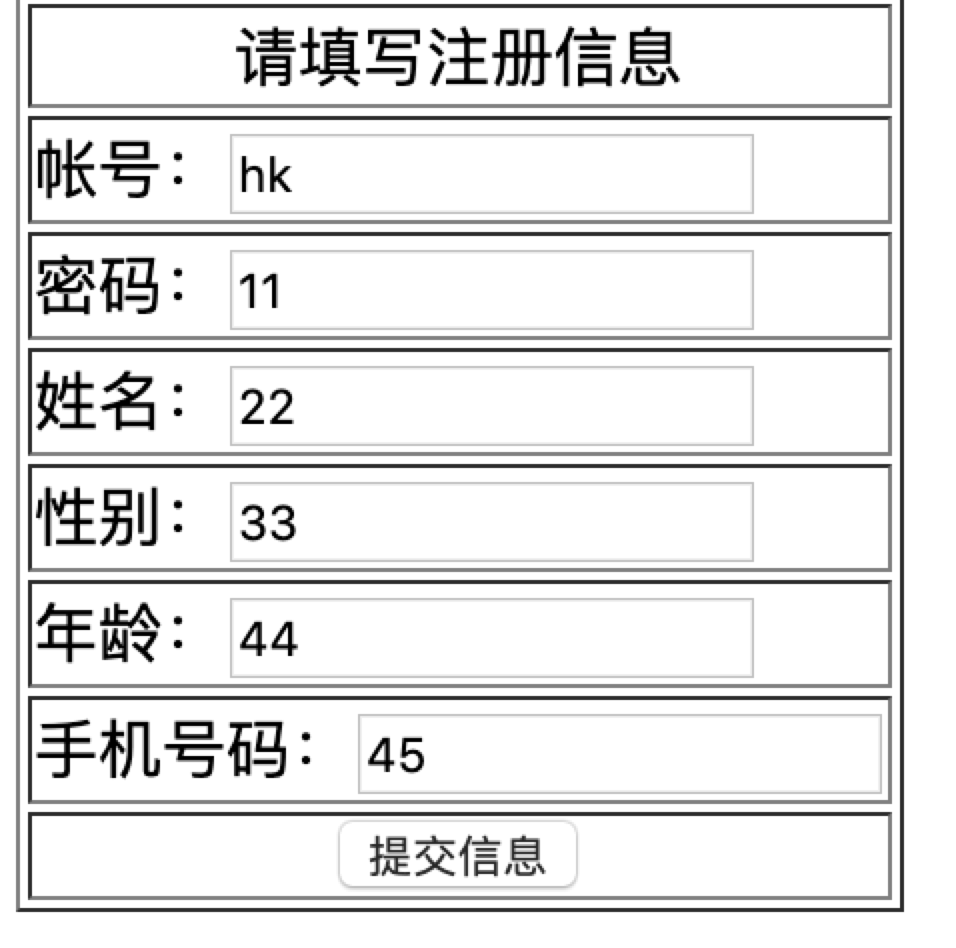 请填写注册信息
帐号： hk
密码： 11
姓名： 22
性别： 33
年龄： 44
手机号码： 45
提交信息